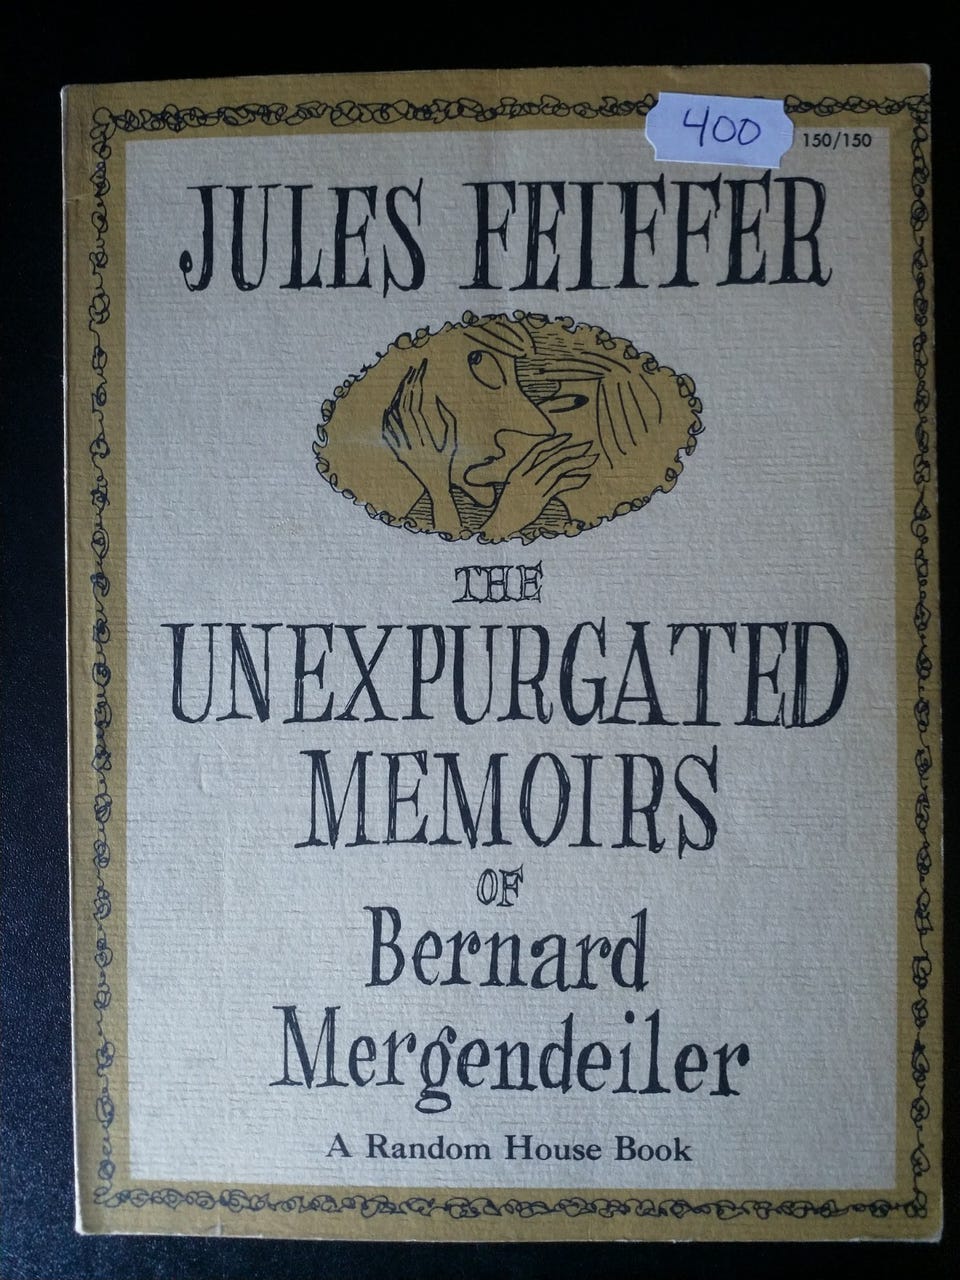 400
150/150
JULES FEIFFER
THE
UNEXPURGATED
MEMOIRS
OF
Bernard
Mergendeiler
A Random House Book